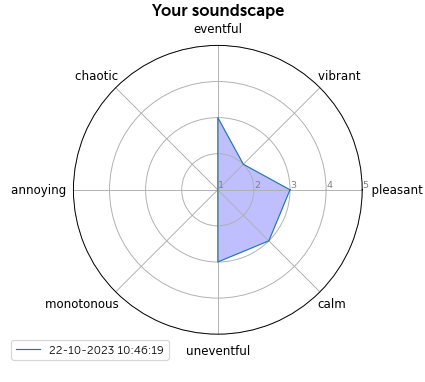 Your soundscape
eventful
chaotic
vibrant
annoying
1 2 3 4 5
pleasant
monotonous
calm
uneventful
22-10-2023 10:46:19